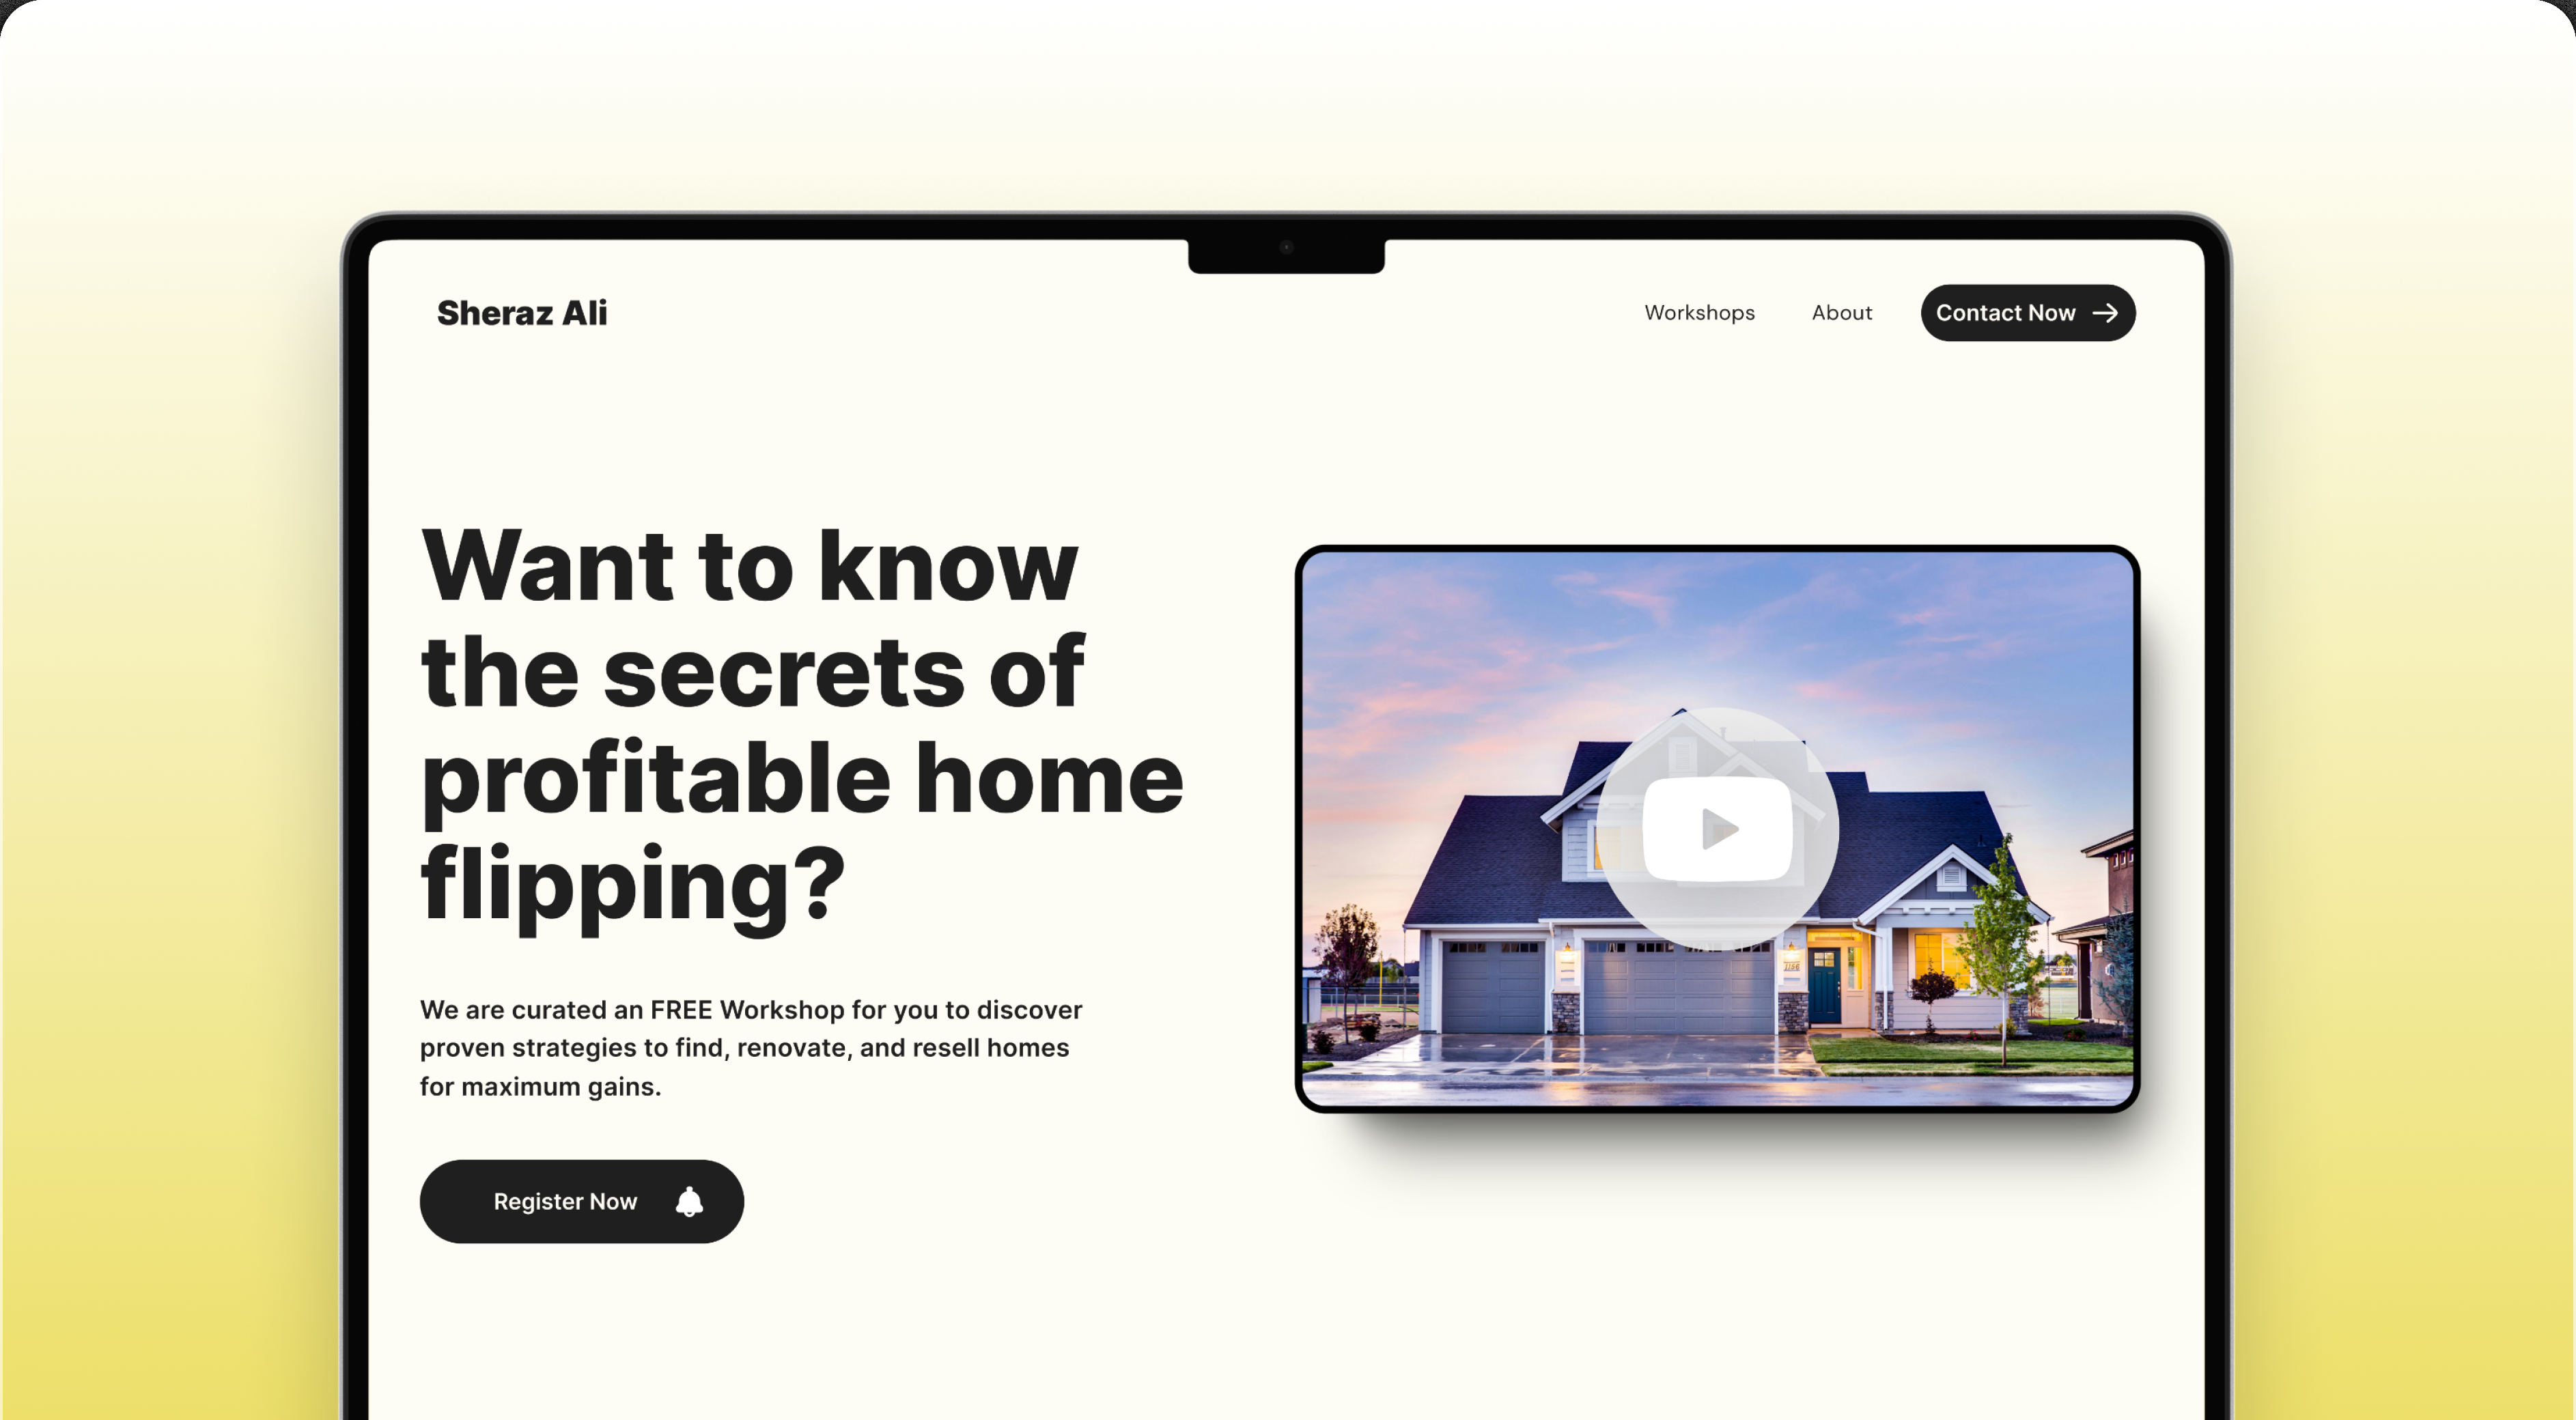 Sheraz Ali
Workshops
About
Contact Now
Want to know
the secrets of
profitable home
flipping?
We are curated an FREE Workshop for you to discover
proven strategies to find, renovate, and resell homes
for maximum gains.
Register Now
1156